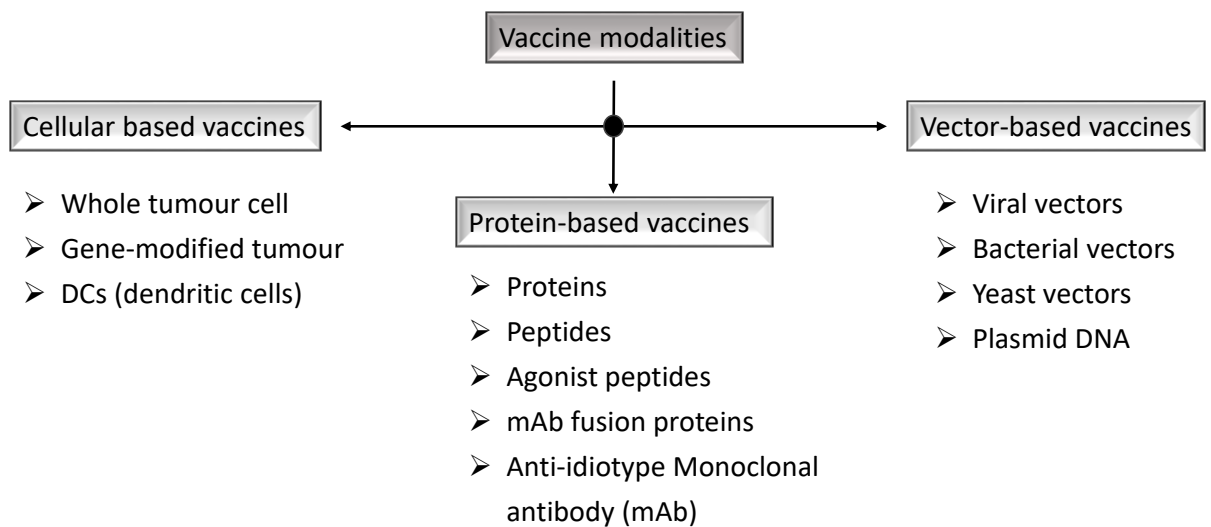 Vaccine modalities
Cellular based vaccines
➢ Whole tumour cell
➢ Gene-modified tumour
➢ DCs (dendritic cells)
Protein-based vaccines
➢ Proteins
➢ Peptides
➢ Agonist peptides
➢ mAb fusion proteins
➢ Anti-idiotype Monoclonal
antibody (mAb)
Vector-based vaccines
➢ Viral vectors
➢ Bacterial vectors
➢ Yeast vectors
➢ Plasmid DNA